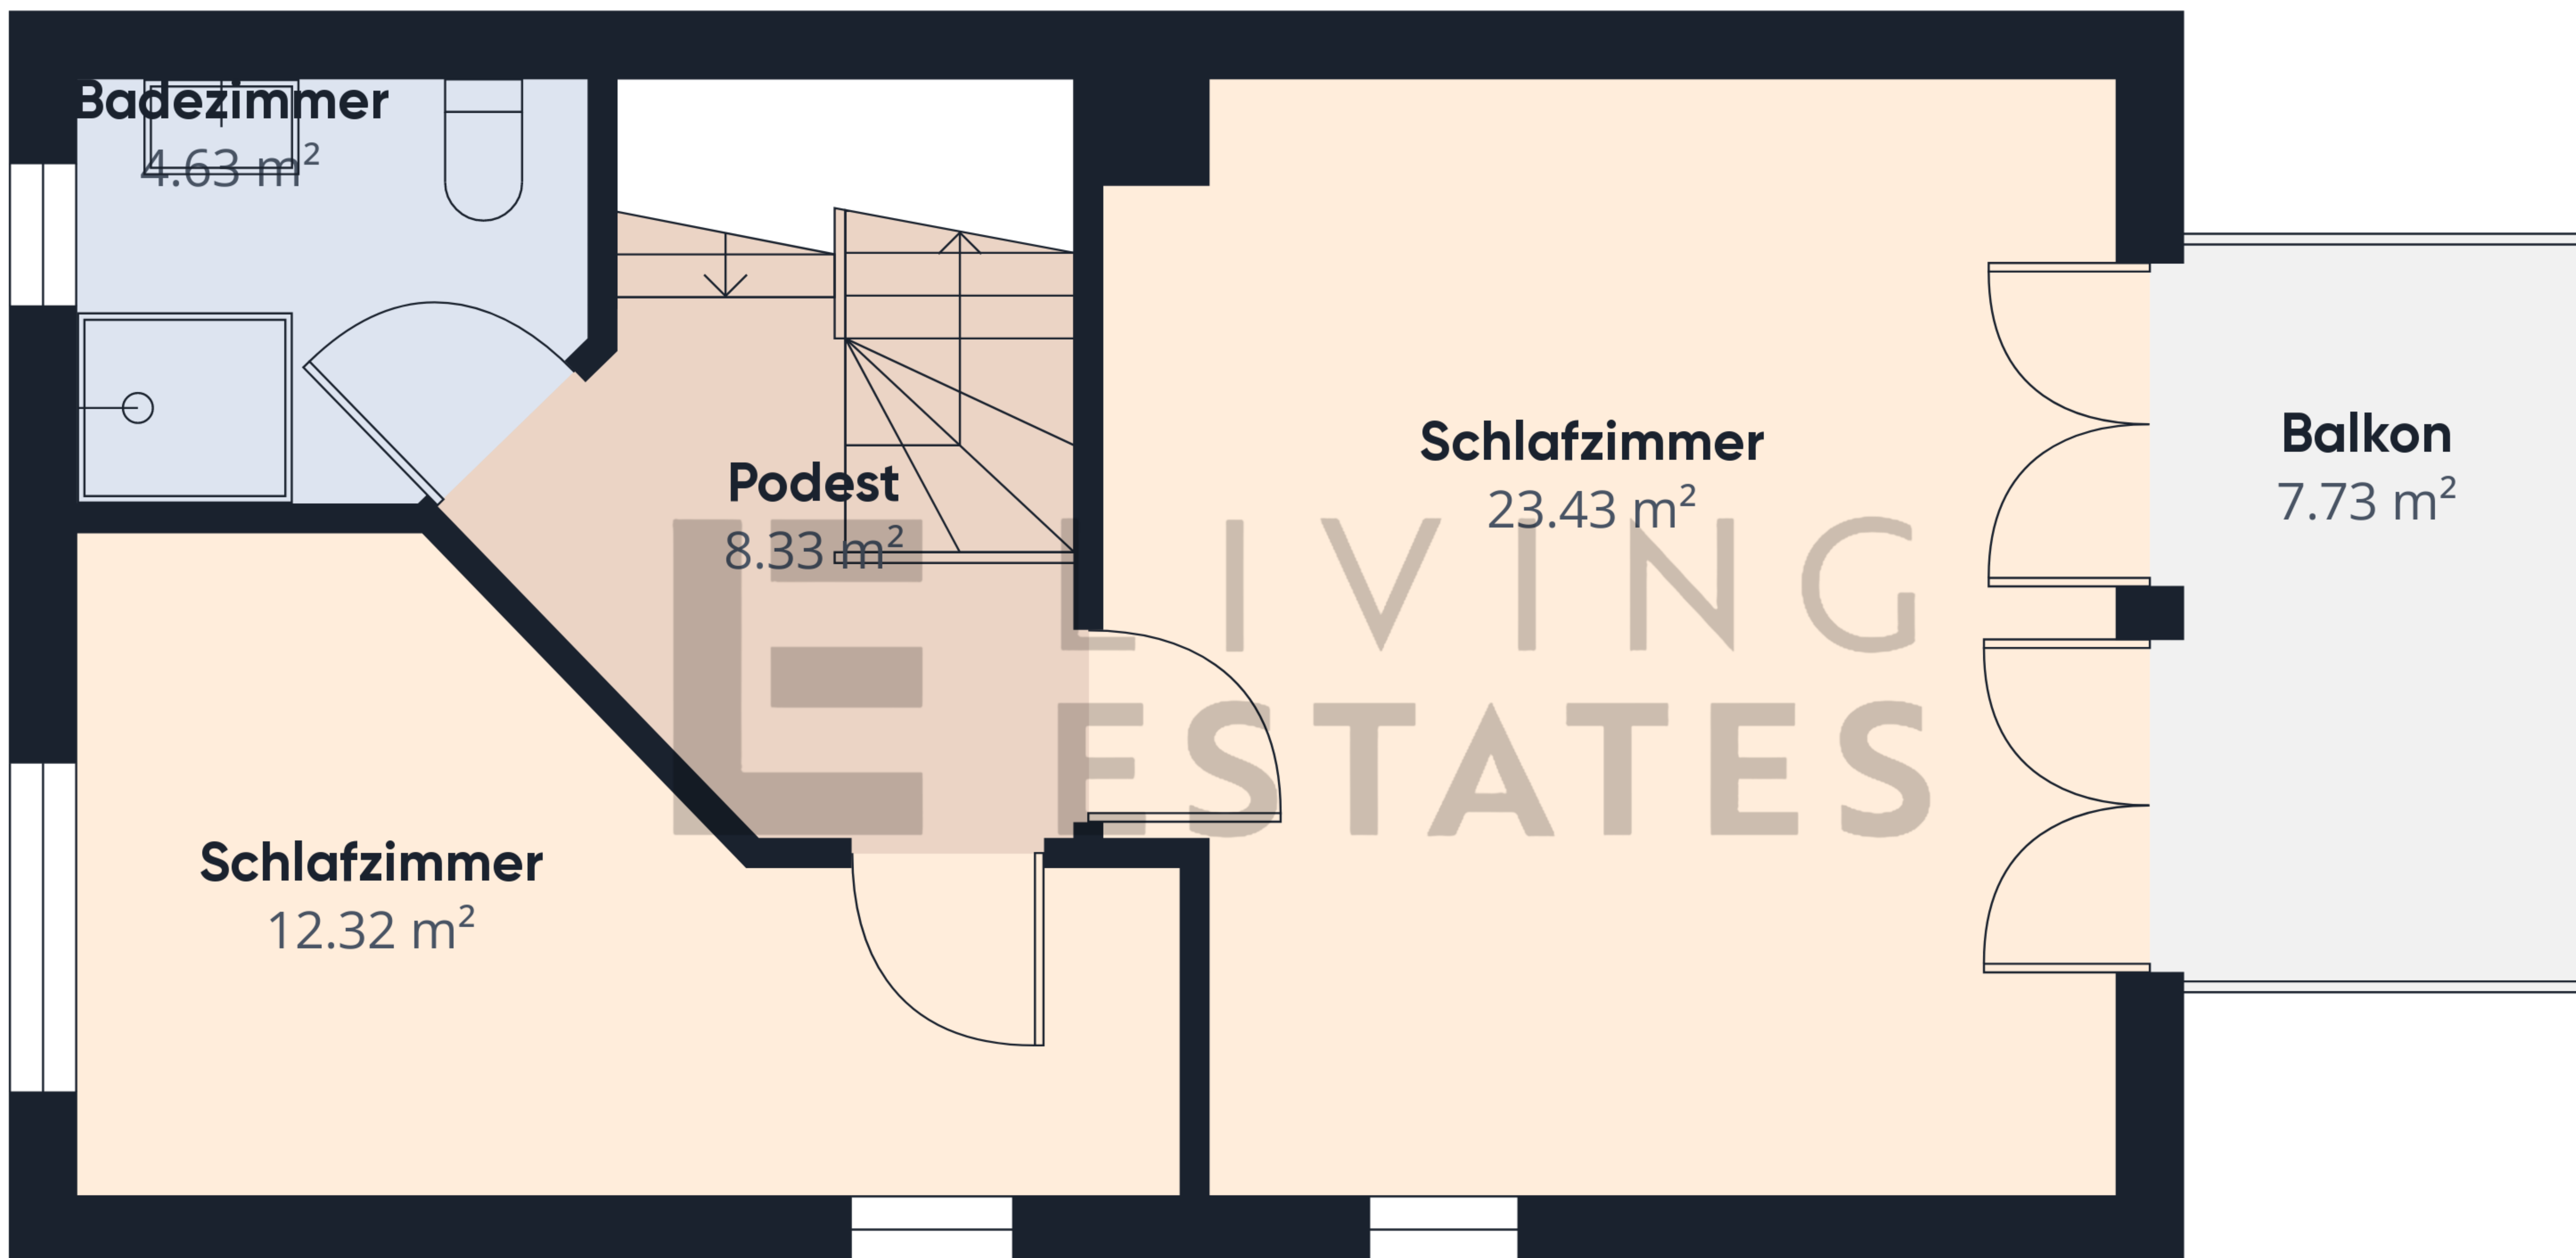 Badezimmer
4.63 m²
Podest
8.33 m²
Schlafzimmer
23.43 m²
Balkon
7.73 m²
Schlafzimmer
12.32 m²
LE LIVING
ESTATES